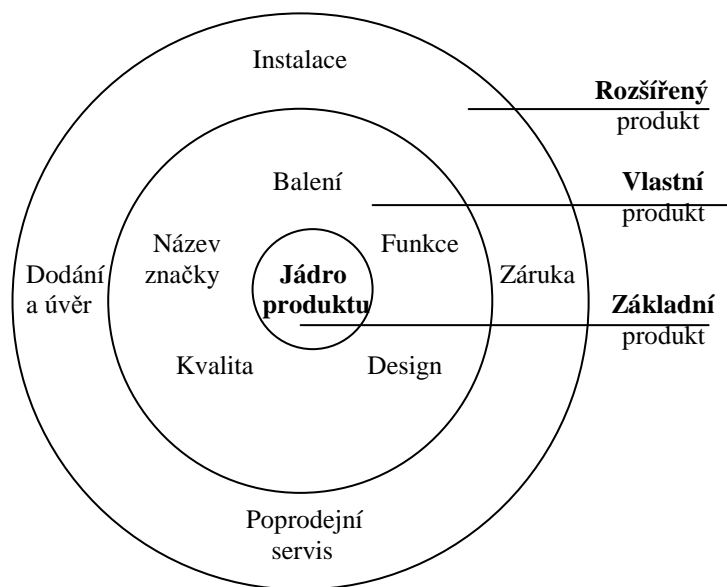 Instalace
Rozšířený
produkt
Balení
Vlastní
produkt
Název
značky
Funkce
Dodání
a úvěr
Jádro
produktu
Záruka
Základní
produkt
Kvalita
Design
Poprodejní
servis